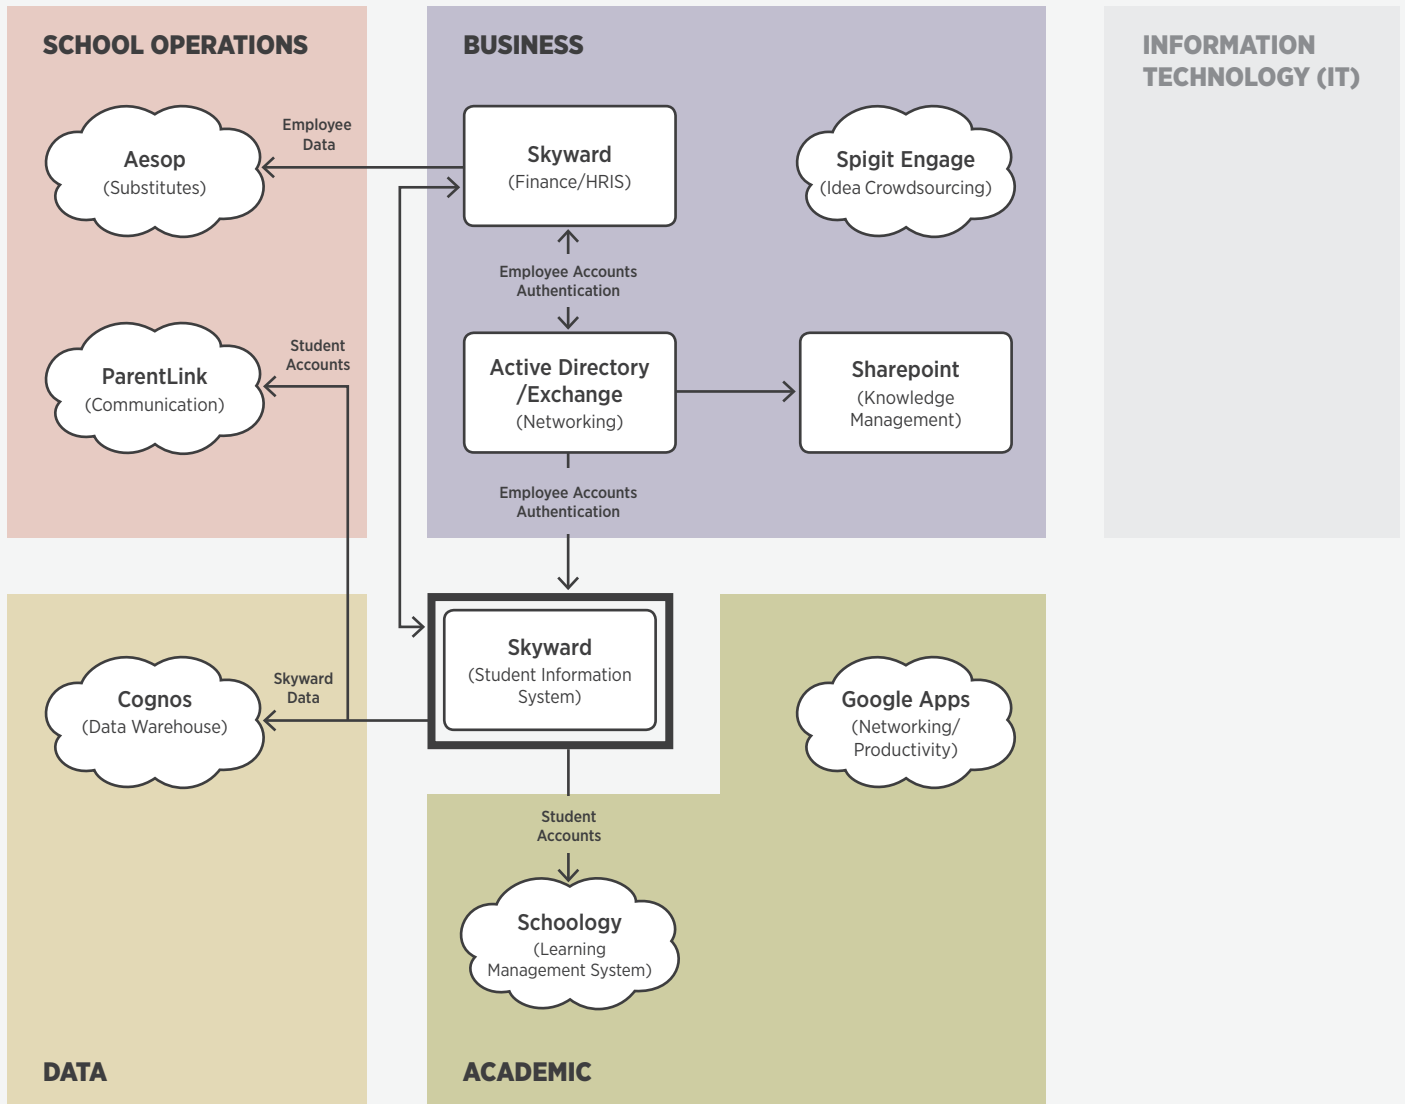 SCHOOL OPERATIONS
Employee
Data
Aesop
(Substitutes)
Student
Accounts
ParentLink
(Communication)
BUSINESS
Skyward
(Finance/HRIS)
Spigit Engage
(Idea Crowdsourcing)
Employee Accounts
Authentication
Active Directory
/Exchange
(Networking)
Sharepoint
(Knowledge
Management)
Employee Accounts
Authentication
INFORMATION
TECHNOLOGY (IT)
Skyward
(Student Information
System)
Skyward
Data
Cognos
(Data Warehouse)
DATA
Google Apps
(Networking/
Productivity)
Student
Accounts
Schoology
(Learning
Management System)
ACADEMIC